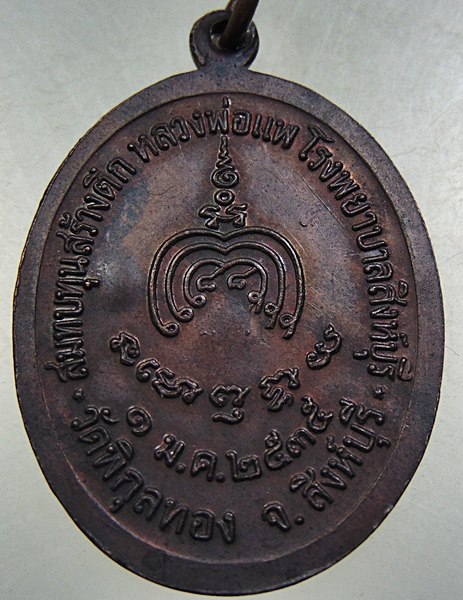 สมทบทุนสร้างตึก หลวงพ่อแพ โรงพยาบาลสิงห์บุรี
๑ ม.ค. ๒๕๓๕
วัดพิกุลทอง จ.สิงห์บุรี